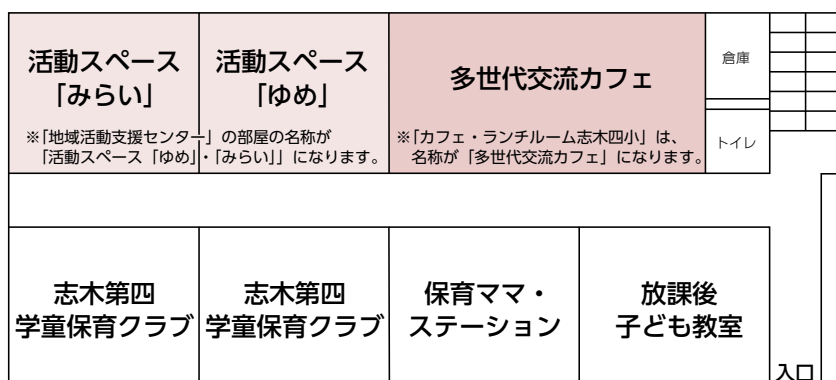 活動スペース
「みらい」
活動スペース
「ゆめ」
※「地域活動支援センター」の部屋の名称が
「活動スペース「ゆめ」・「みらい」」になります。
多世代交流カフェ
※「カフェ・ランチルーム志木四小」は、
名称が「多世代交流カフェ」になります。
倉庫
トイレ
志木第四
学童保育クラブ
志木第四
学童保育クラブ
保育ママ・
ステーション
放課後
子ども教室
入口